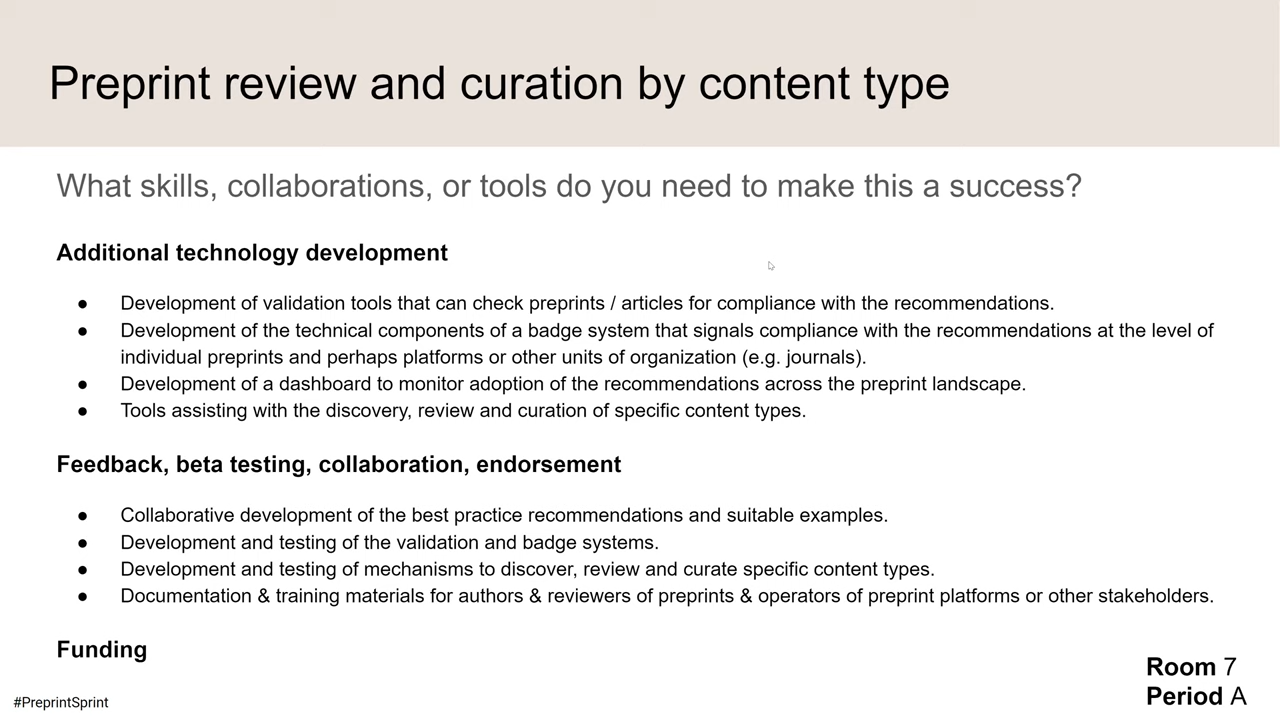 Preprint review and curation by content type
What skills, collaborations, or tools do you need to make this a success?
Additional technology development
● Development of validation tools that can check preprints / articles for compliance with the recommendations.
● Development of the technical components of a badge system that signals compliance with the recommendations at the level of
individual preprints and perhaps platforms or other units of organization (e.g. journals).
● Development of a dashboard to monitor adoption of the recommendations across the preprint landscape.
● Tools assisting with the discovery, review and curation of specific content types.
Feedback, beta testing, collaboration, endorsement
● Collaborative development of the best practice recommendations and suitable examples.
● Development and testing of the validation and badge systems.
● Development and testing of mechanisms to discover, review and curate specific content types.
● Documentation & training materials for authors & reviewers of preprints & operators of preprint platforms or other stakeholders.
Funding
Room 7
Period A
#PreprintSprint